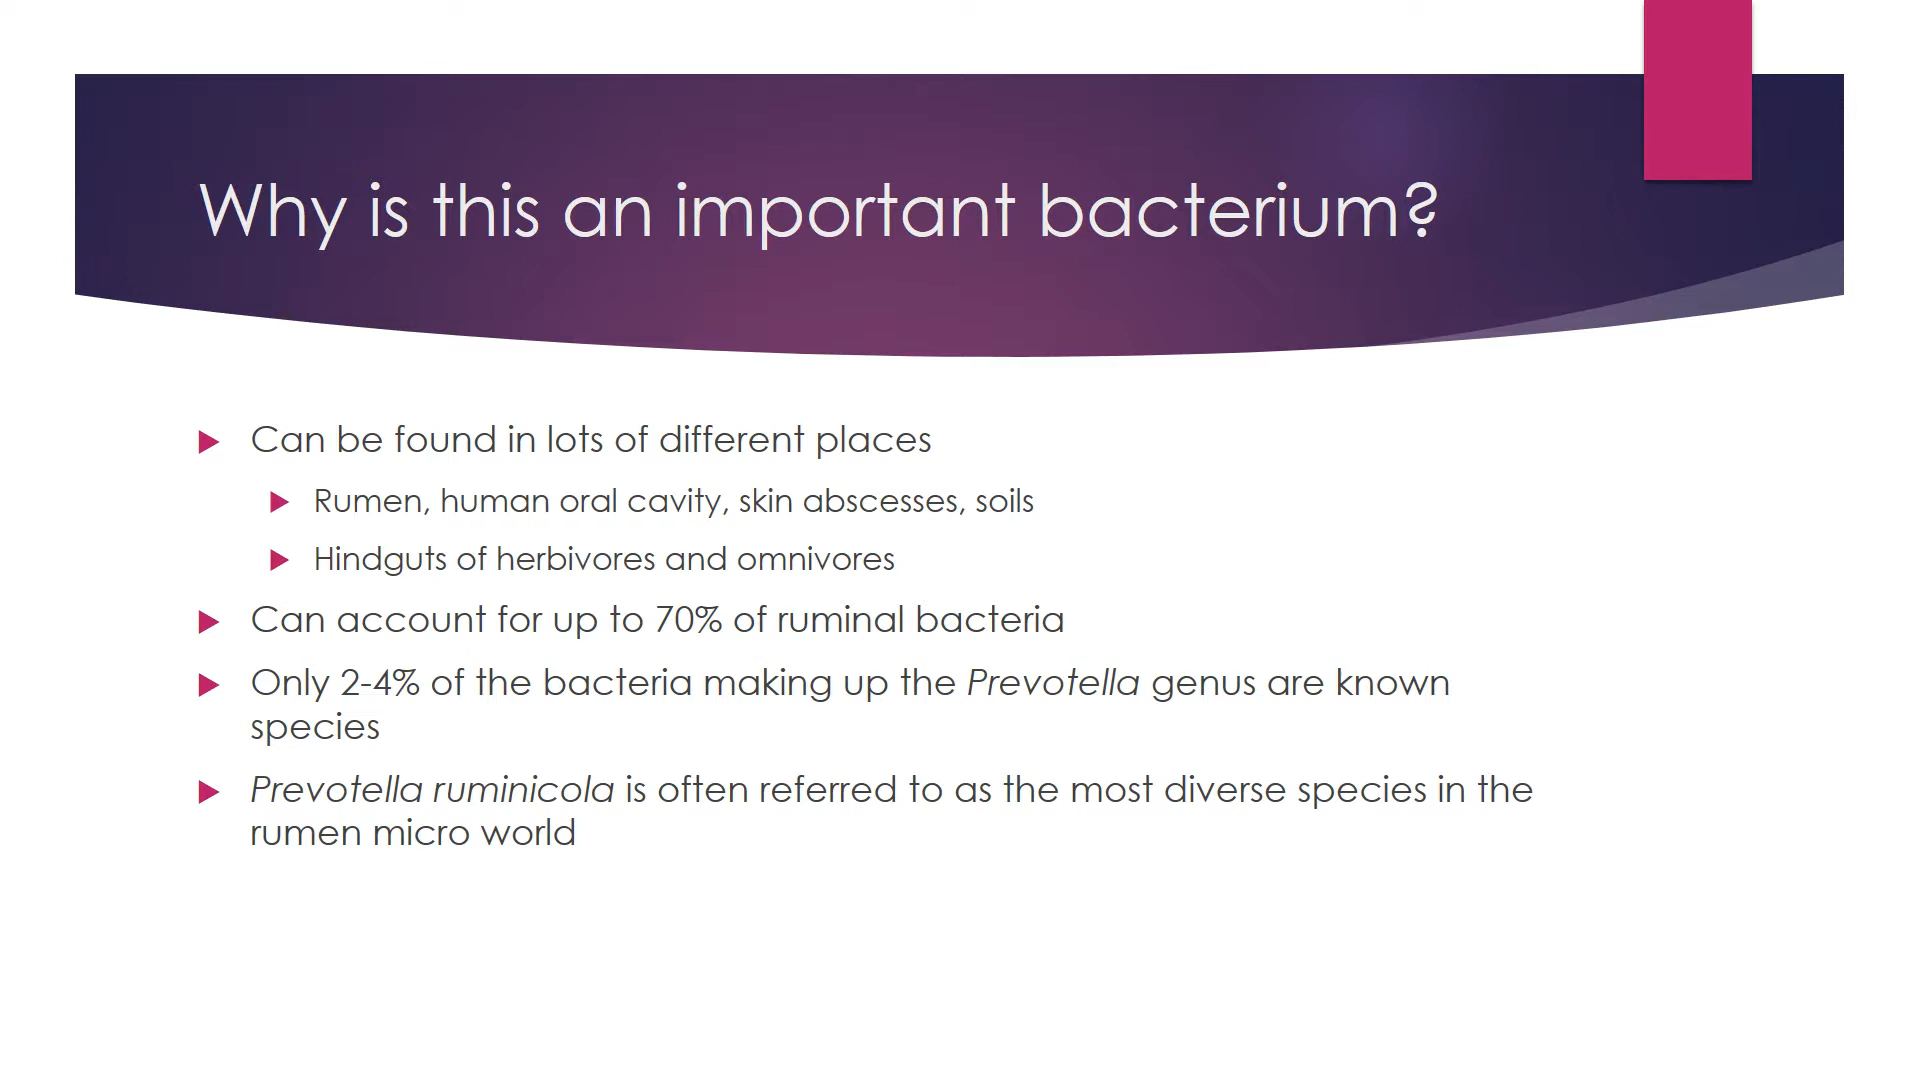 Why is this an important bacterium?
Can be found in lots of different places
Rumen, human oral cavity, skin abscesses, soils
Hindguts of herbivores and omnivores
Can account for up to 70% of ruminal bacteria
Only 2-4% of the bacteria making up the Prevotella genus are known
species
Prevotella ruminicola is often referred to as the most diverse species in the
rumen micro world